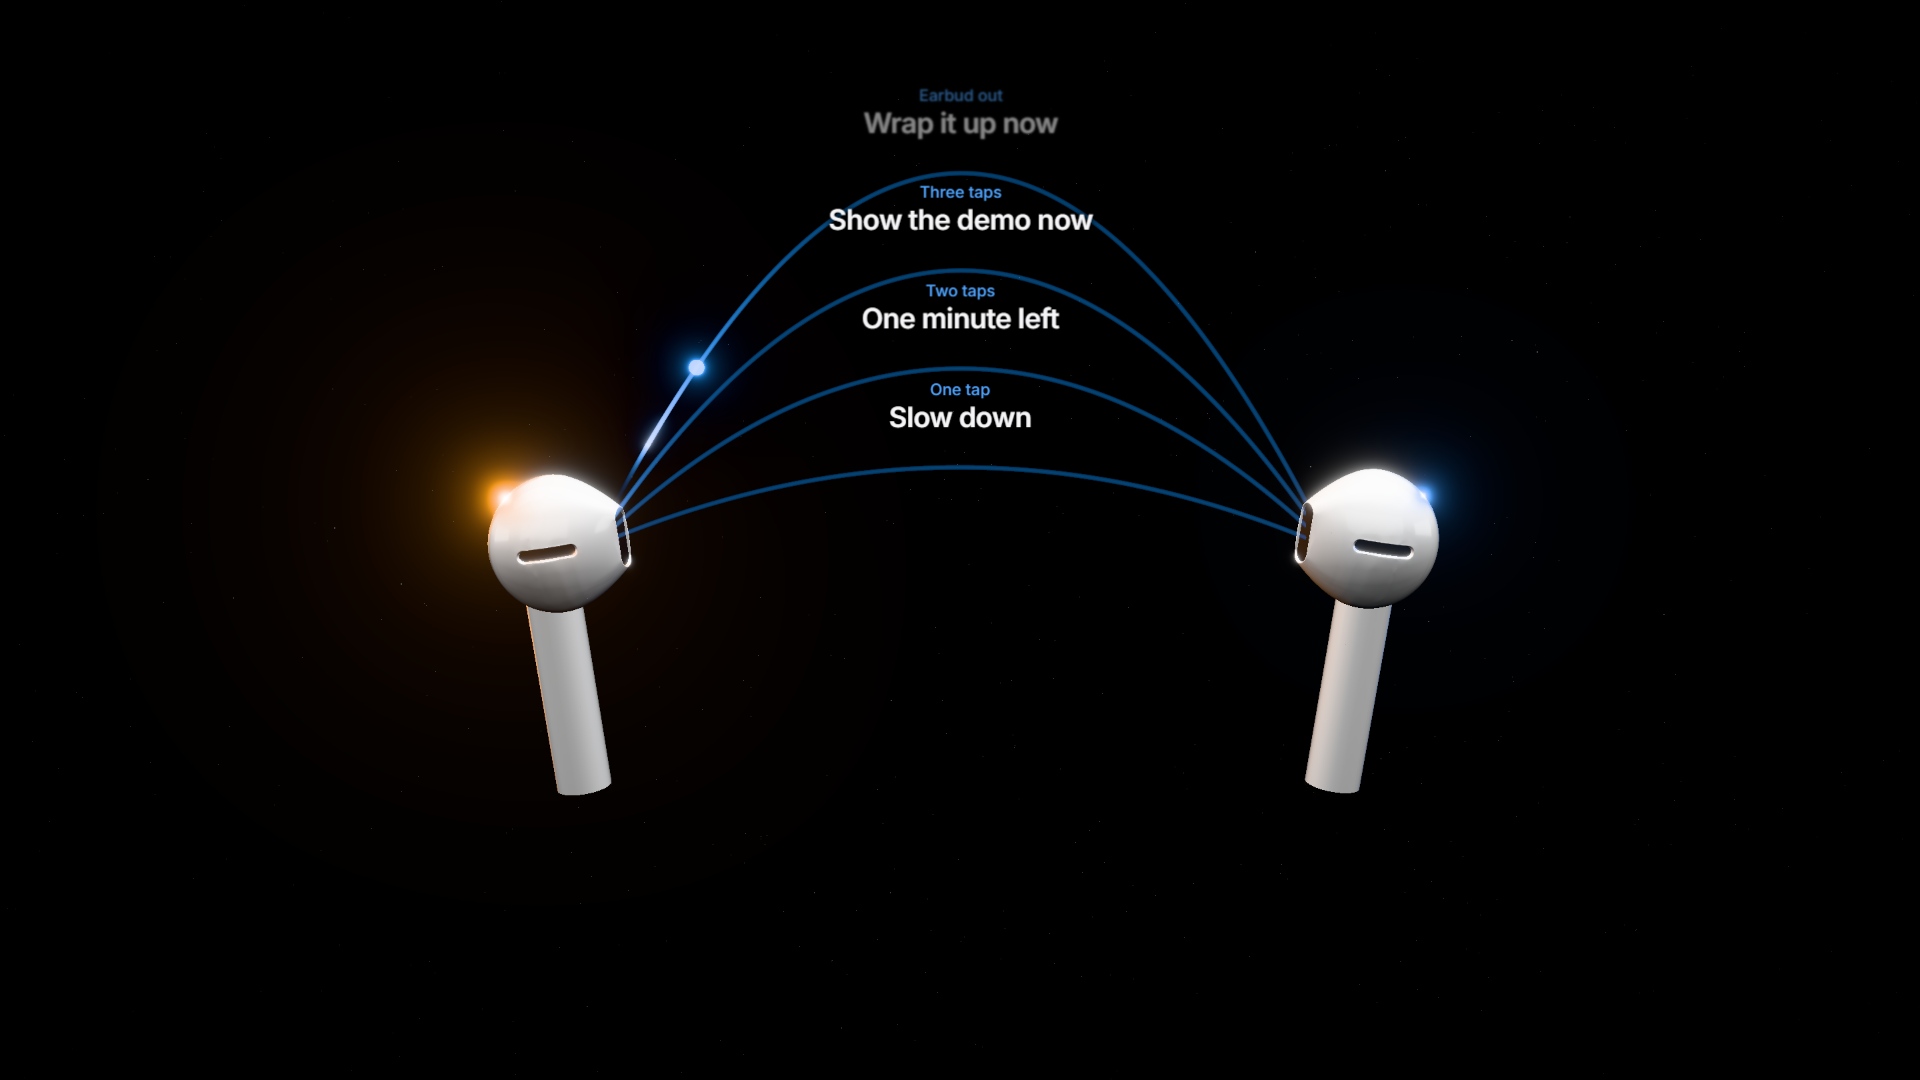 Earbud out
Wrap it up now
Three taps
Show the demo now
Two taps
One minute left
One tap
Slow down